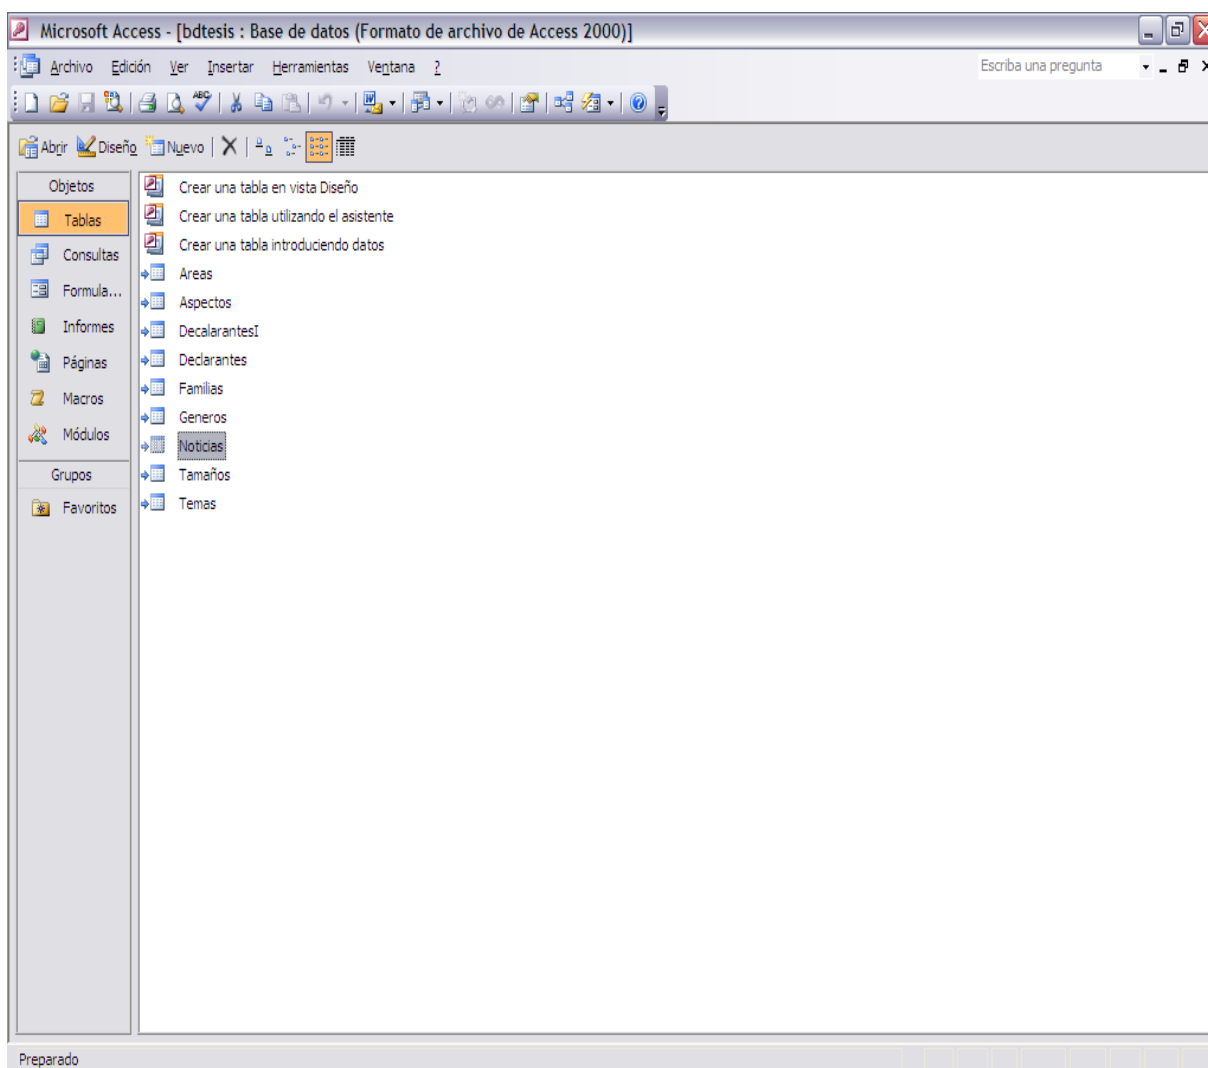 Microsoft Access - [bdtesis : Base de datos (Formato de archivo de Access 2000)]
Archivo Edición Ver Insertar Herramientas Ventana ? Escriba una pregunta
Abrir Diseño Nuevo
Objetos
Tablas
Consultas
Formula...
Informes
Páginas
Macros
Módulos
Grupos
Favoritos
Crear una tabla en vista Diseño
Crear una tabla utilizando el asistente
Crear una tabla introduciendo datos
Areas
Aspectos
DecalarantesI
Declarantes
Familias
Generos
Noticias
Tamaños
Temas
Preparado